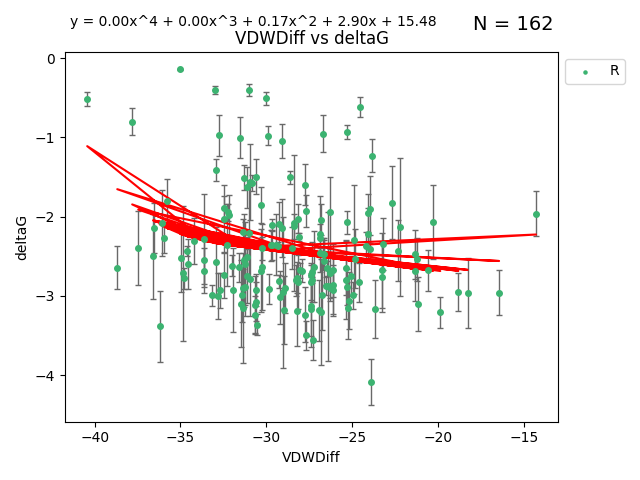 y = 0.00x^4 + 0.00x^3 + 0.17x^2 + 2.90x + 15.48
N = 162
VDWDiff vs deltaG
R
deltaG
0
−1
−2
−3
−4
−40
−35
−30
−25
−20
−15
VDWDiff